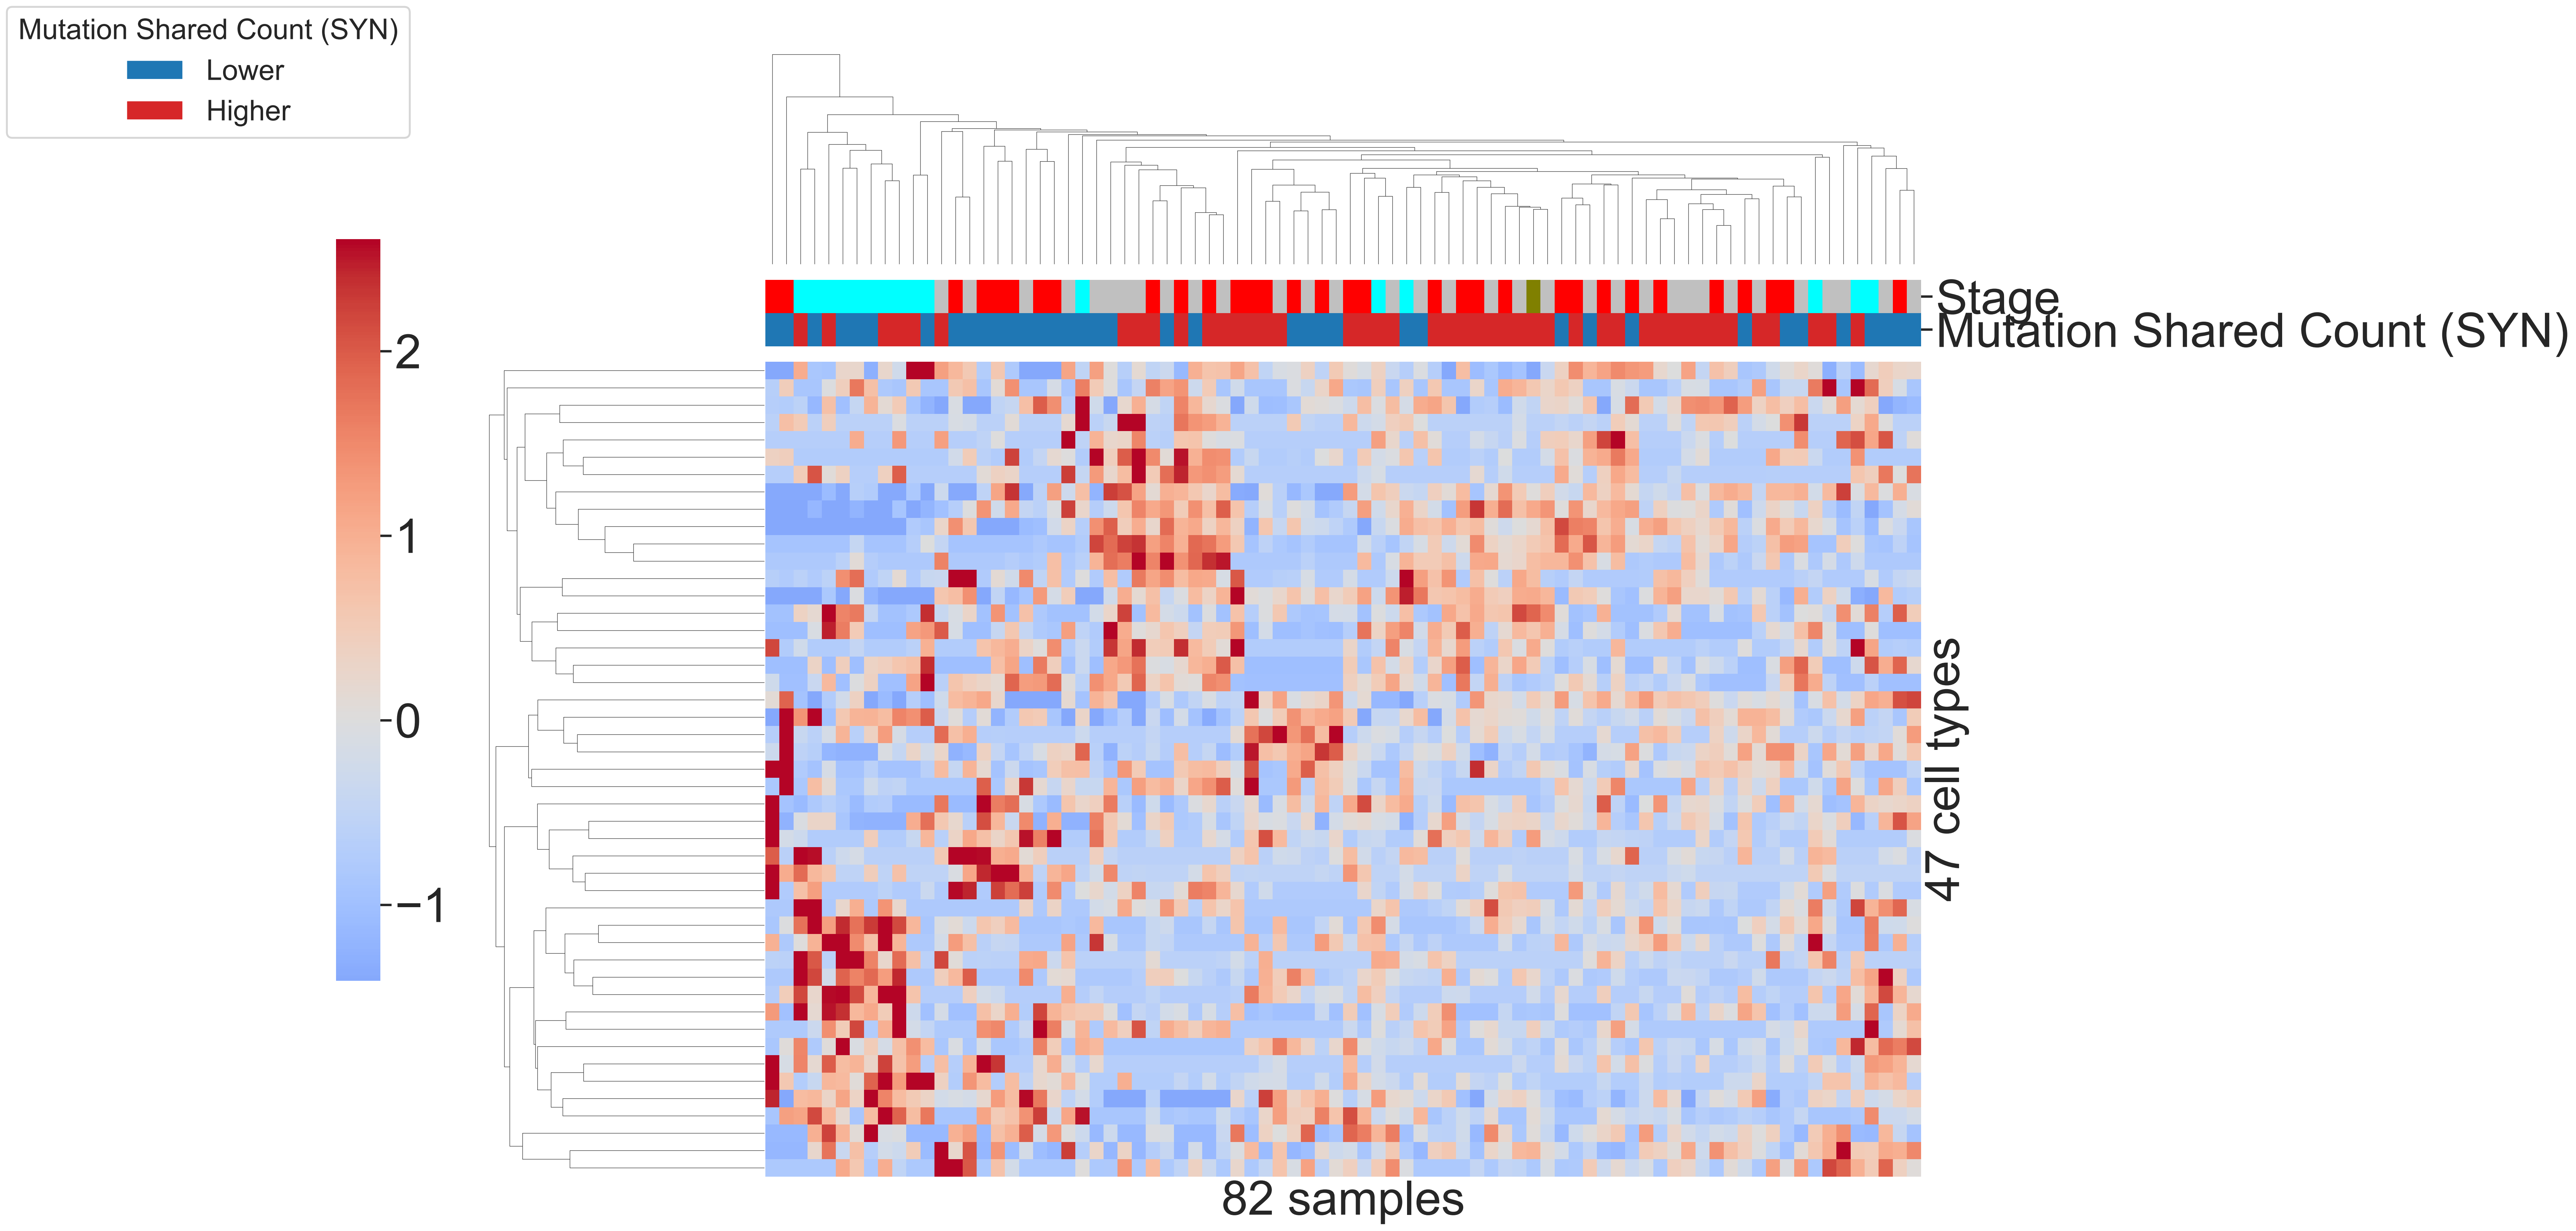 Mutation Shared Count (SYN)
Lower
Higher
Stage
Mutation Shared Count (SYN)
2
1
0
−1
47 cell types
82 samples